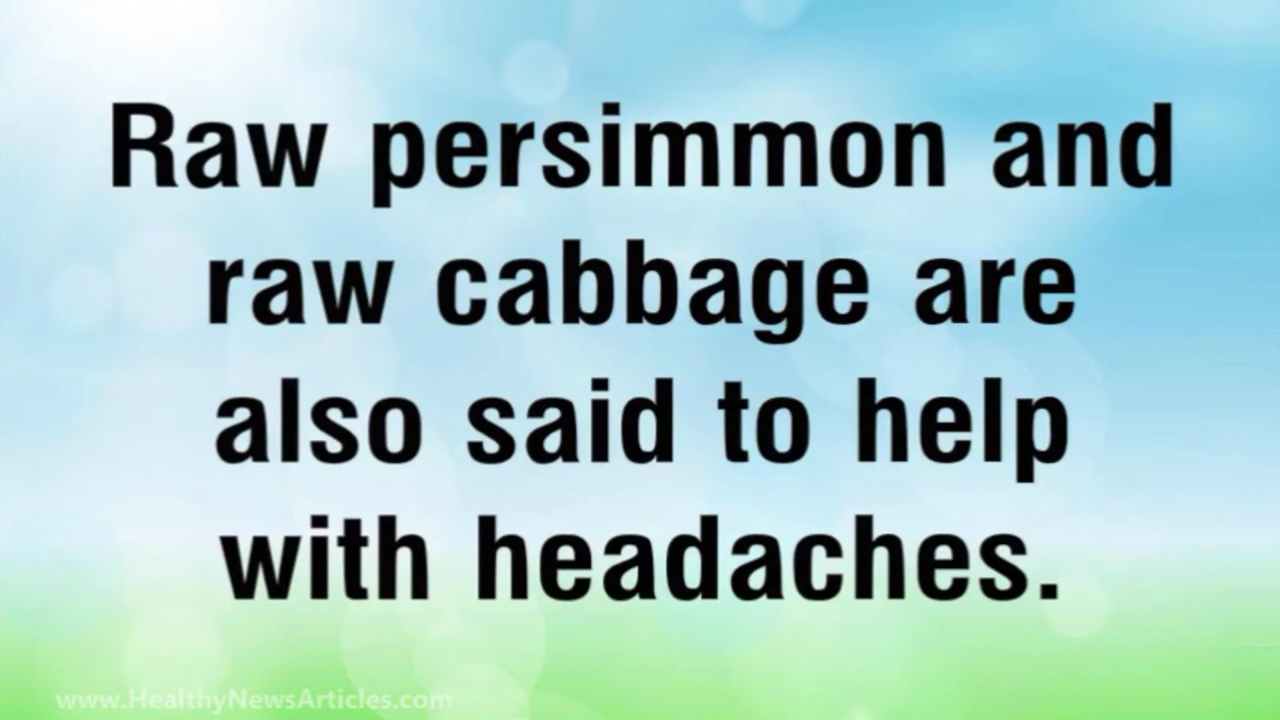 Raw persimmon and
raw cabbage are
also said to help
with headaches.
www.HealthyNewsArticles.com